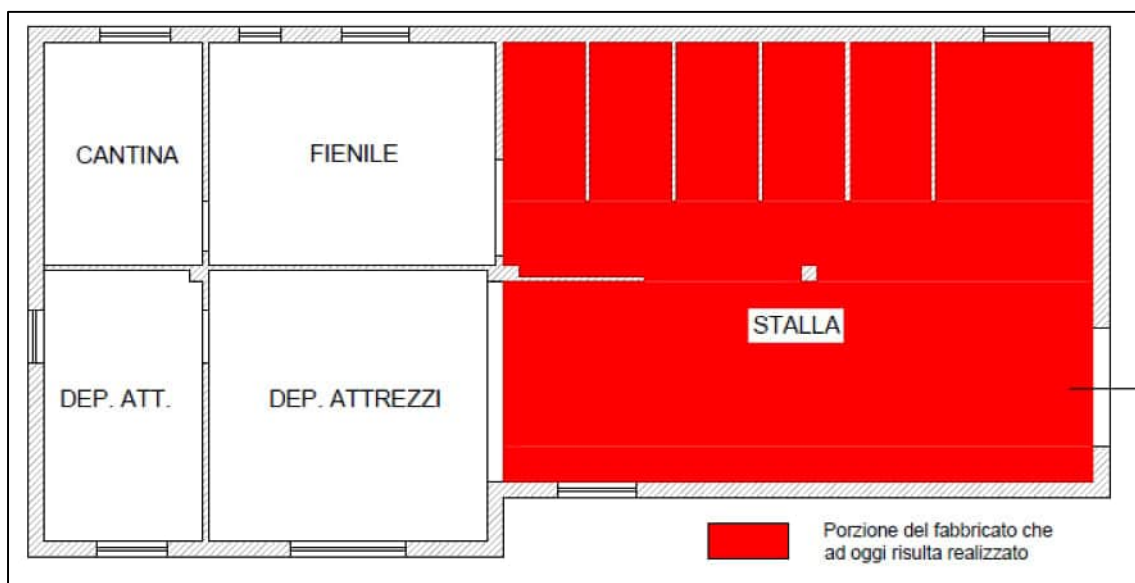 CANTINA
FIENILE
STALLA
DEP. ATT.
DEP. ATTREZZI
Porzione del fabbricato che
ad oggi risulta realizzato